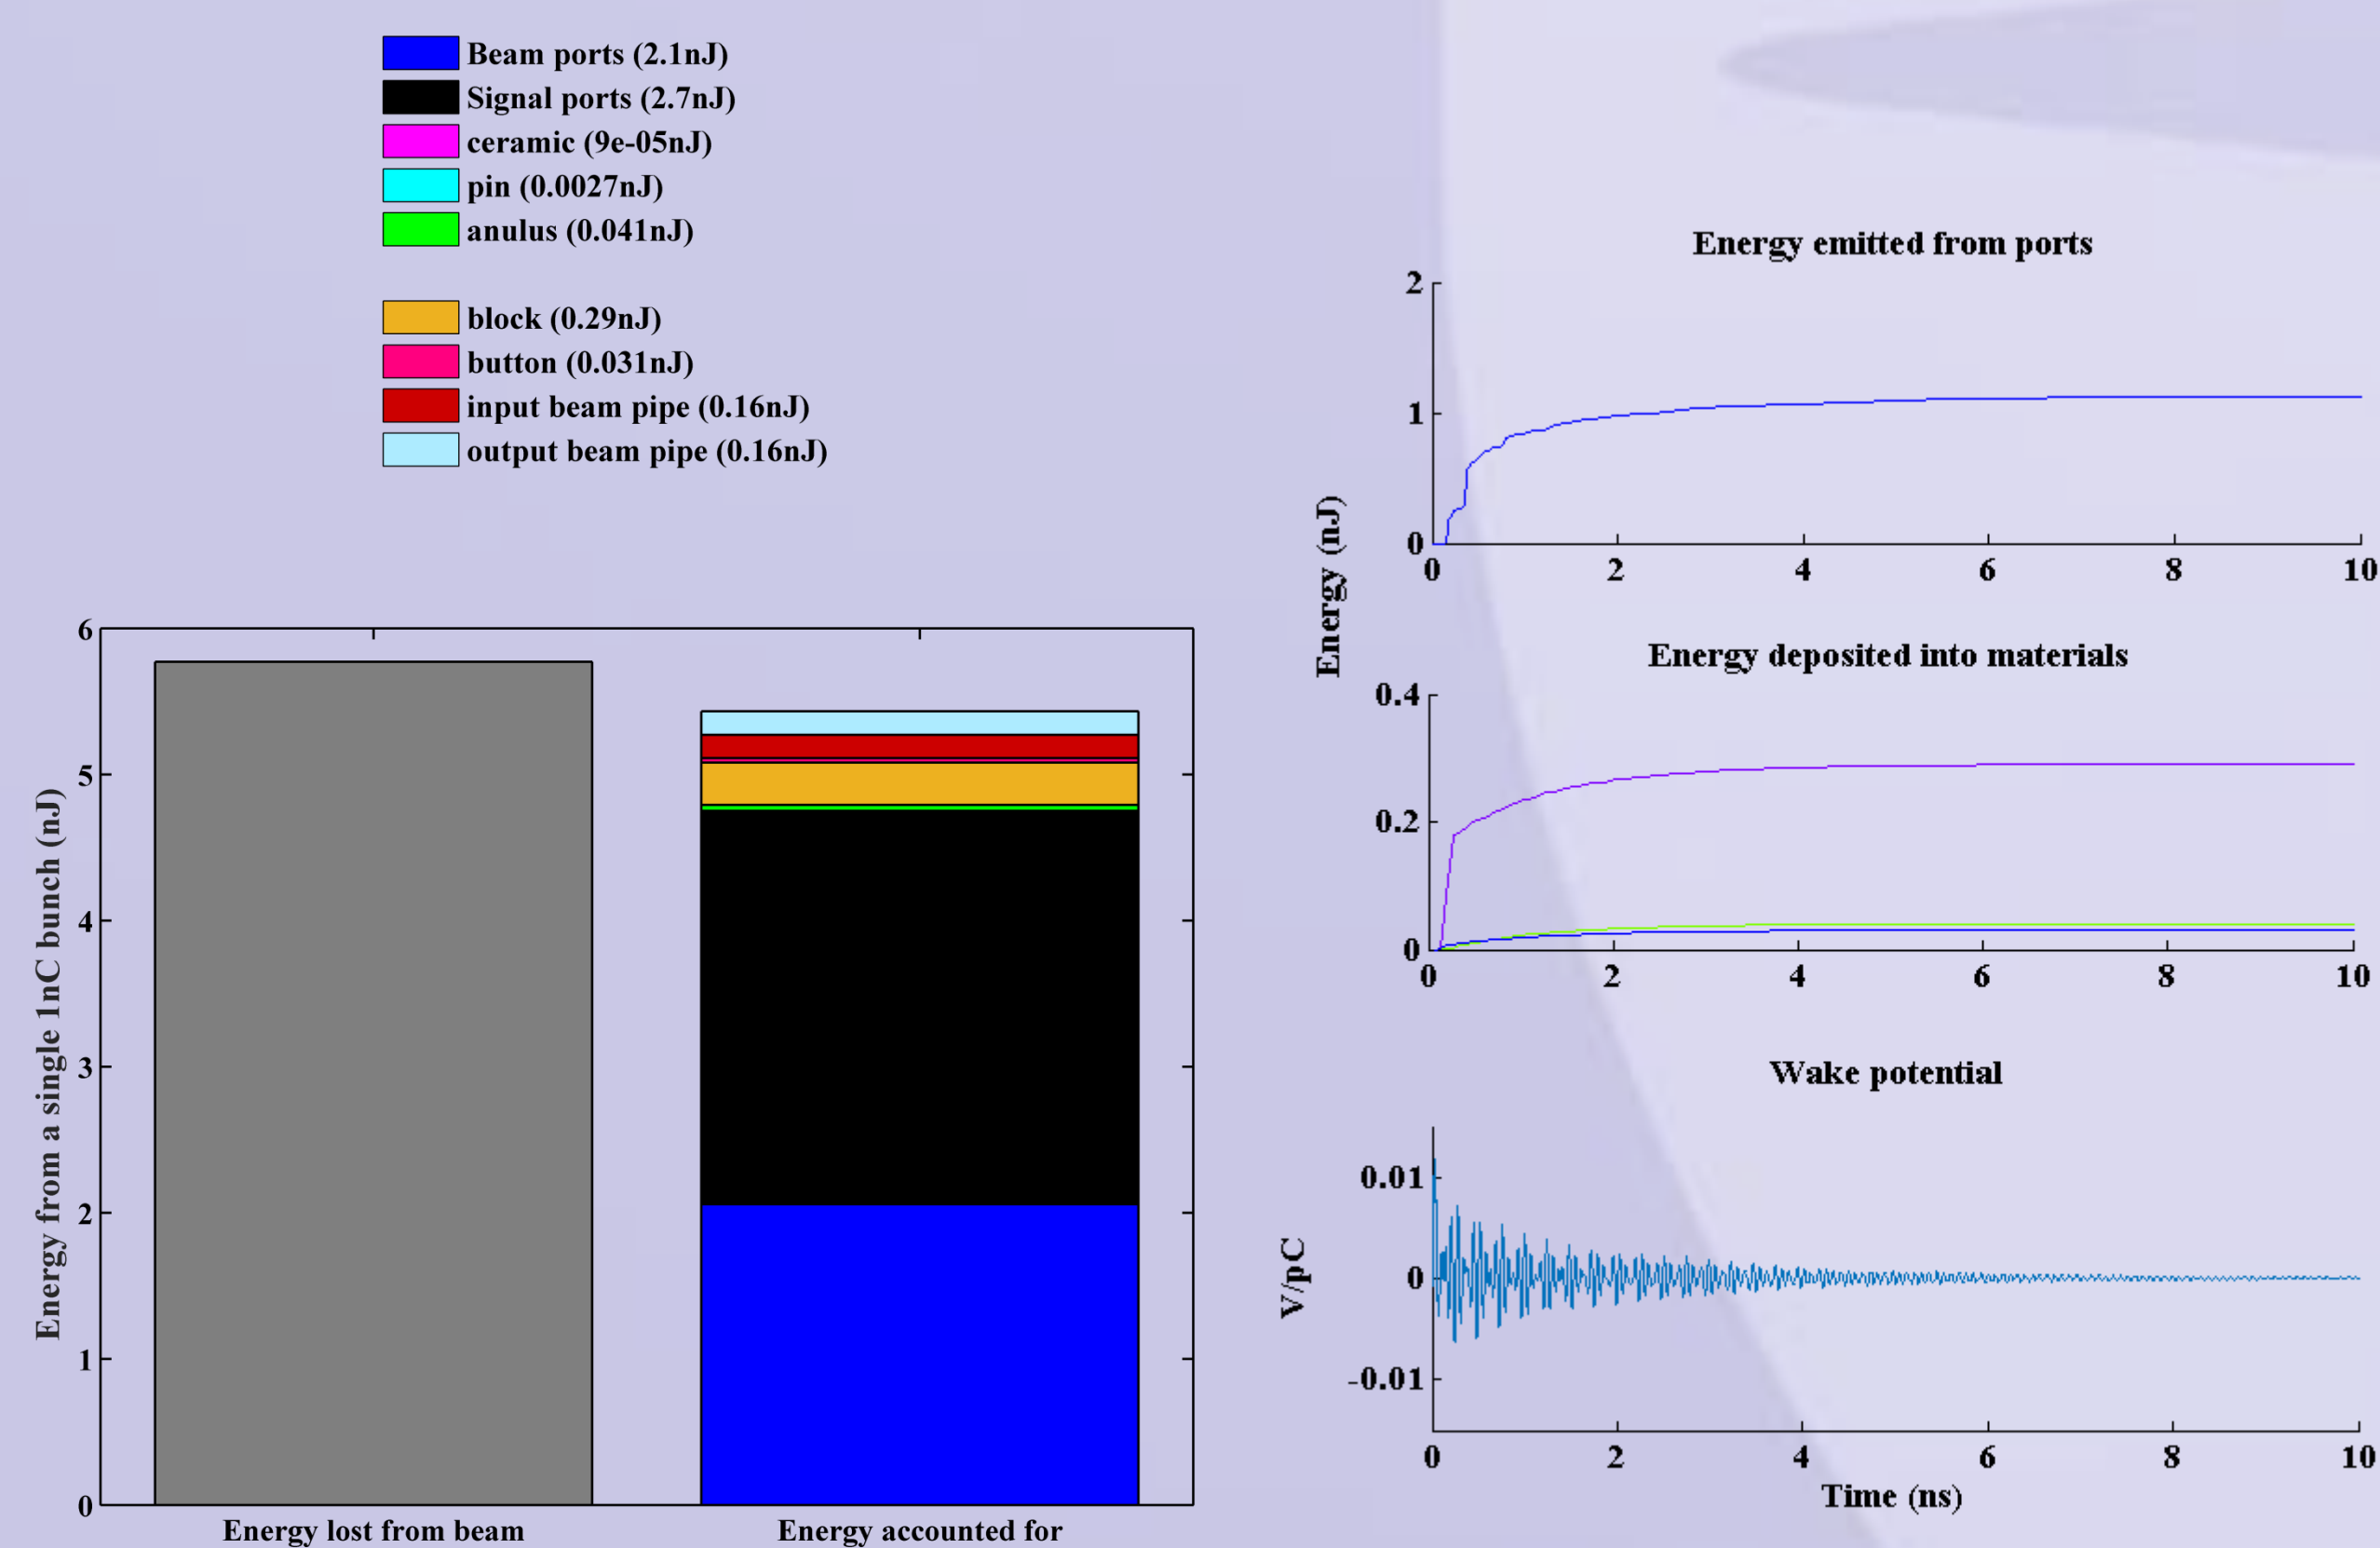 Beam ports (2.1nJ)
Signal ports (2.7nJ)
ceramic (9e-05nJ)
pin (0.0027nJ)
anulus (0.041nJ)
block (0.29nJ)
button (0.031nJ)
input beam pipe (0.16nJ)
output beam pipe (0.16nJ)
Energy from a single 1nC bunch (nJ)
6
5
4
3
2
1
0
Energy lost from beam
Energy accounted for
Energy emitted from ports
Energy (nJ)
2
1
0
0 2 4 6 8 10
Energy deposited into materials
0.4
0.2
0
0 2 4 6 8 10
Wake potential
V/pC
0.01
0
-0.01
0 2 4 6 8 10
Time (ns)